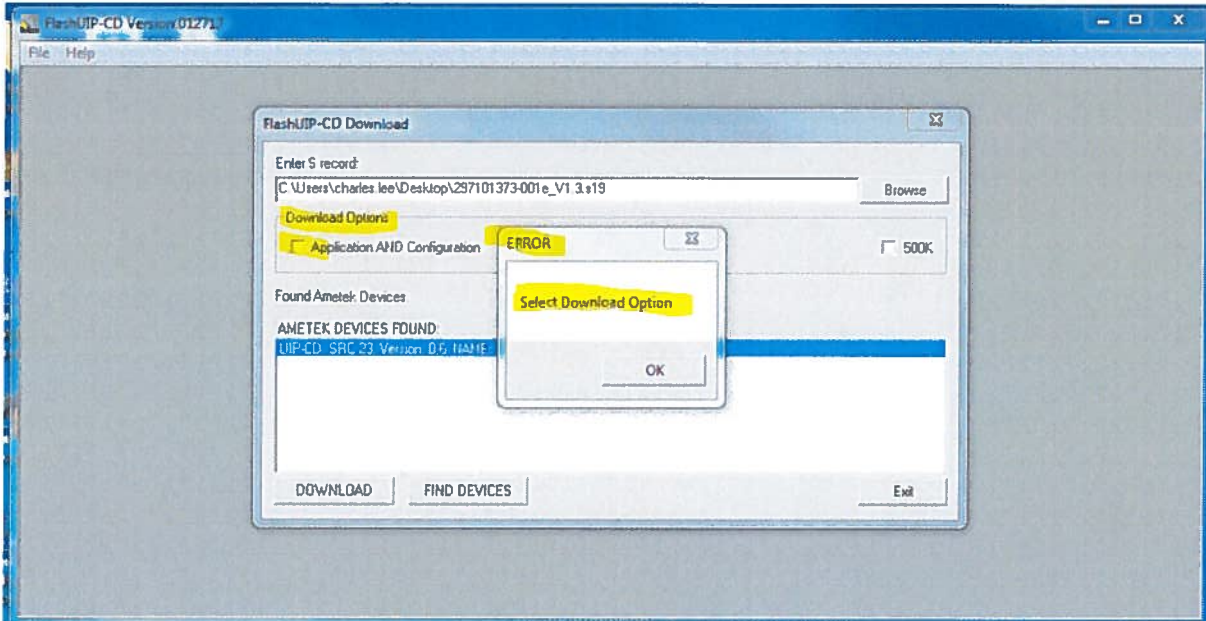 FlashUIP-CD Version:012717
File Help
FlashUIP-CD Download
Enter S record:
C:\Users\charles.lee\Desktop\297101373-001e_V1.3.s19
Browse
Download Options
Application AND Configuration
500K
ERROR
Select Download Option
OK
Found Ametek Devices
AMETEK DEVICES FOUND:
UIP-CD SRC 23 Version 0.6 NAME
DOWNLOAD
FIND DEVICES
Exit